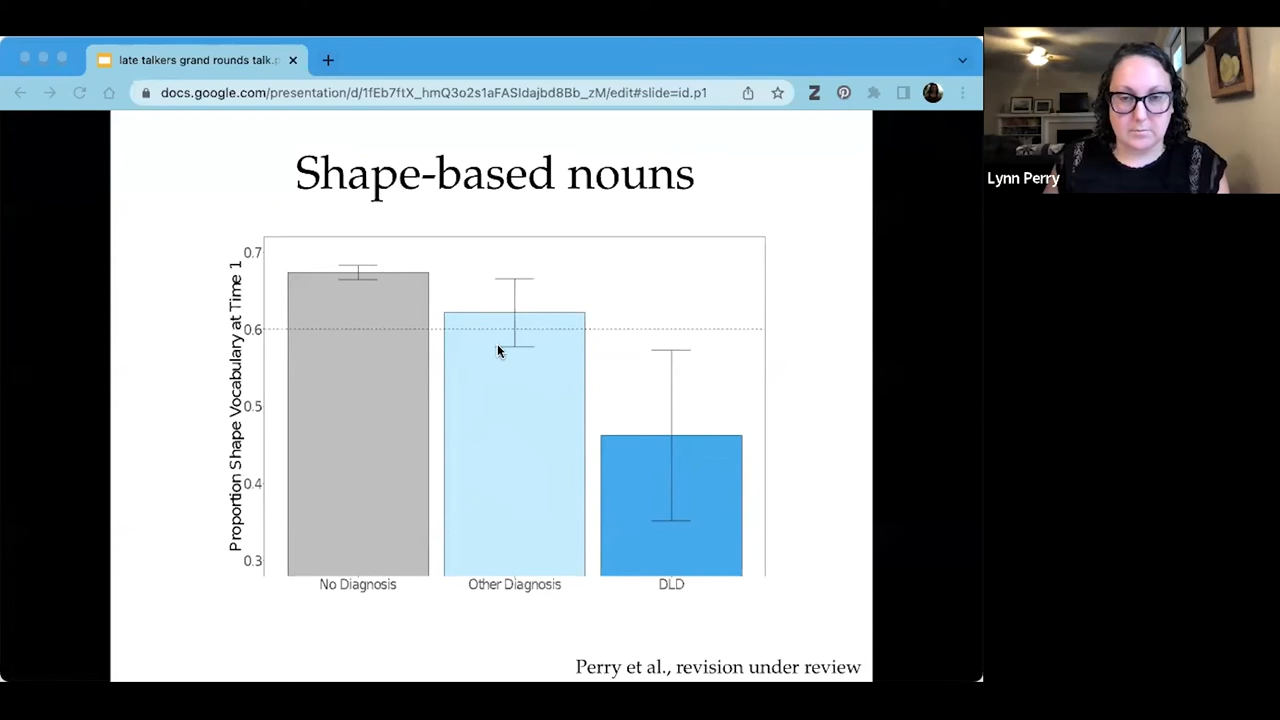 late talkers grand rounds talk.p
docs.google.com/presentation/d/1fEb7ftX_hmQ3o2s1aFASIdajbd8Bb_zM/edit#slide=id.p1
Shape-based nouns
Proportion Shape Vocabulary at Time 1
0.7
0.6
0.5
0.4
0.3
No Diagnosis
Other Diagnosis
DLD
Perry et al., revision under review
Lynn Perry